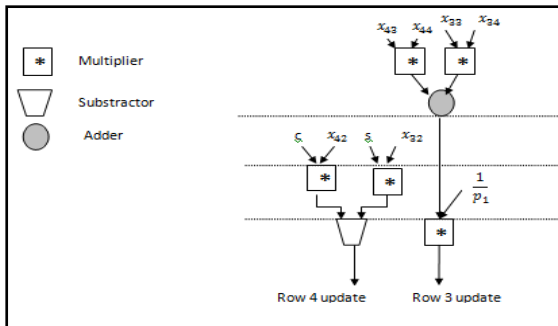 x₄₃ x₄₄ x₃₃ x₃₄
* Multiplier * *
Substractor
Adder
c x₄₂ s x₃₂
* *
1/p₁
*
Row 4 update Row 3 update